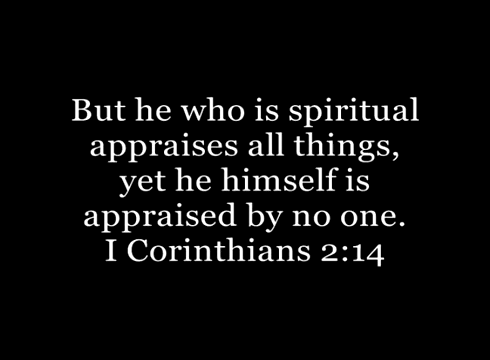 But he who is spiritual
appraises all things,
yet he himself is
appraised by no one.
I Corinthians 2:14